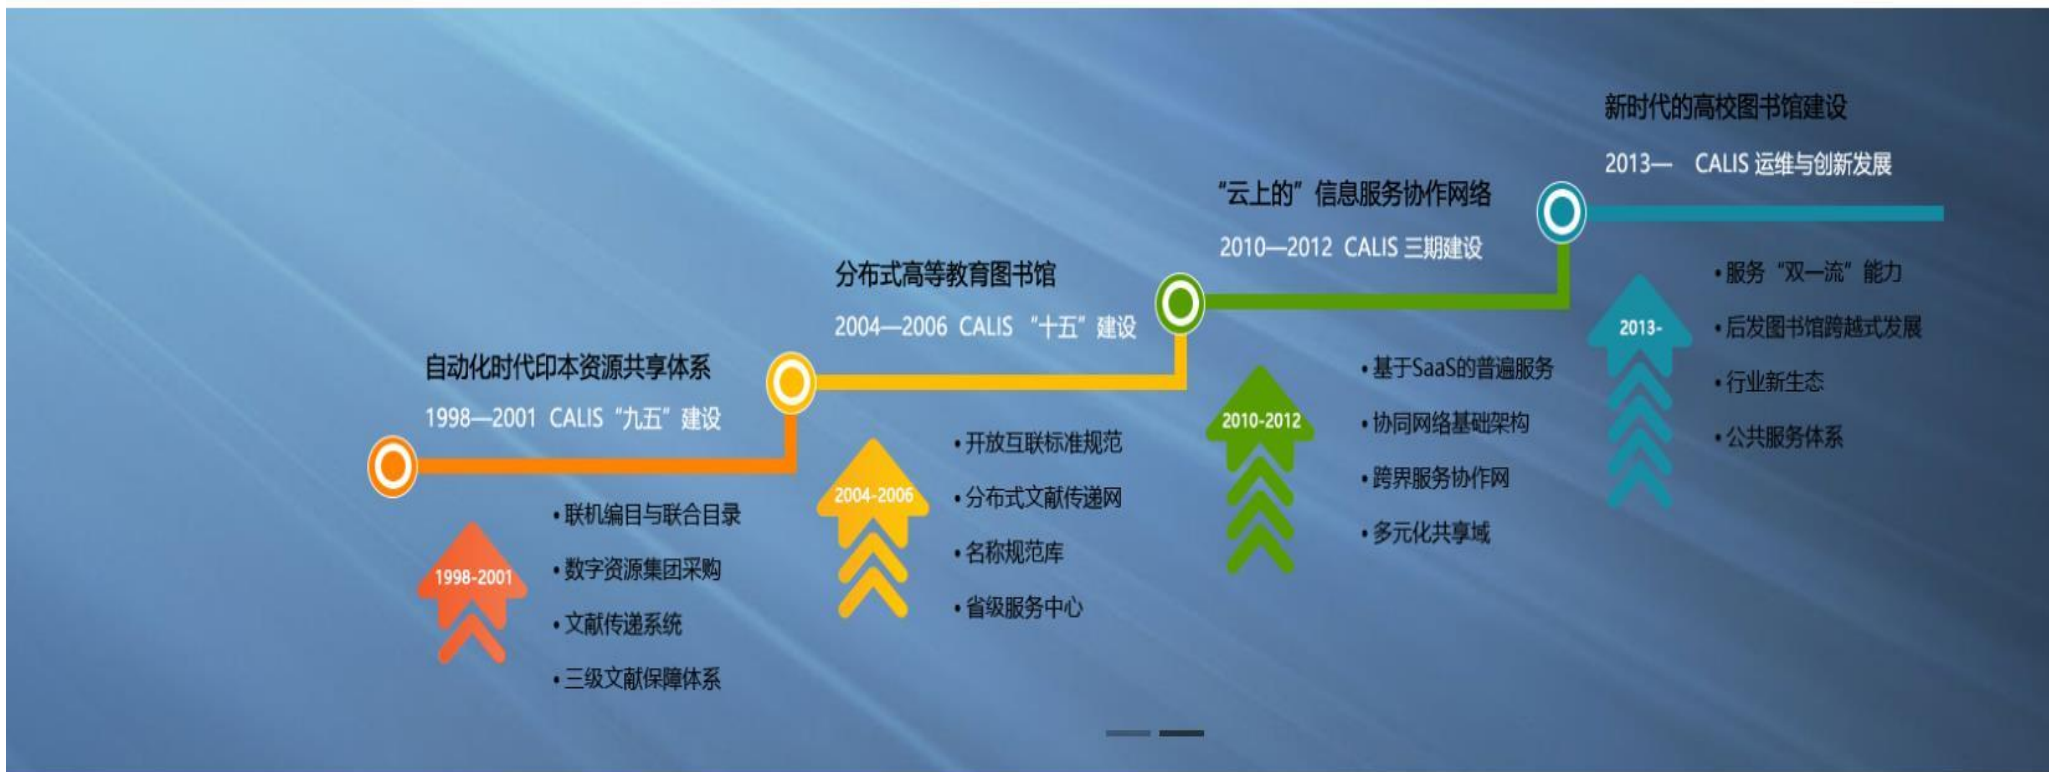 自动化时代印本资源共享体系
1998—2001 CALIS“九五”建设
1998-2001
•联机编目与联合目录
•数字资源集团采购
•文献传递系统
•三级文献保障体系
分布式高等教育图书馆
2004—2006 CALIS “十五”建设
2004-2006
•开放互联标准规范
•分布式文献传递网
•名称规范库
•省级服务中心
“云上的”信息服务协作网络
2010—2012 CALIS 三期建设
2010-2012
•基于SaaS的普遍服务
•协同网络基础架构
•跨界服务协作网
•多元化共享域
新时代的高校图书馆建设
2013— CALIS 运维与创新发展
2013-
•服务“双一流”能力
•后发图书馆跨越式发展
•行业新生态
•公共服务体系